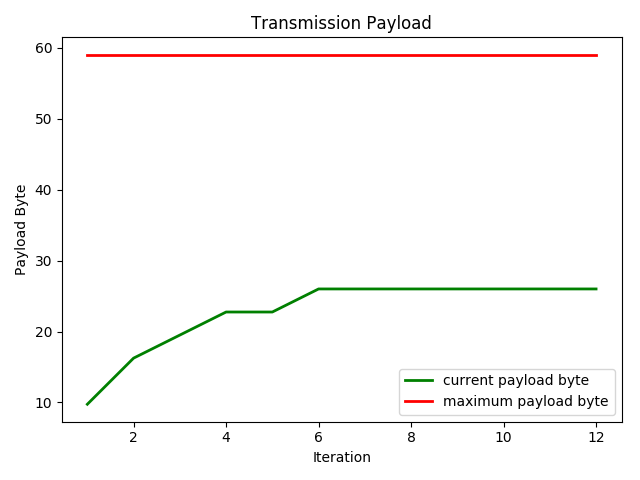 Transmission Payload
60
50
40
30
20
10
Payload Byte
current payload byte
maximum payload byte
2 4 6 8 10 12
Iteration